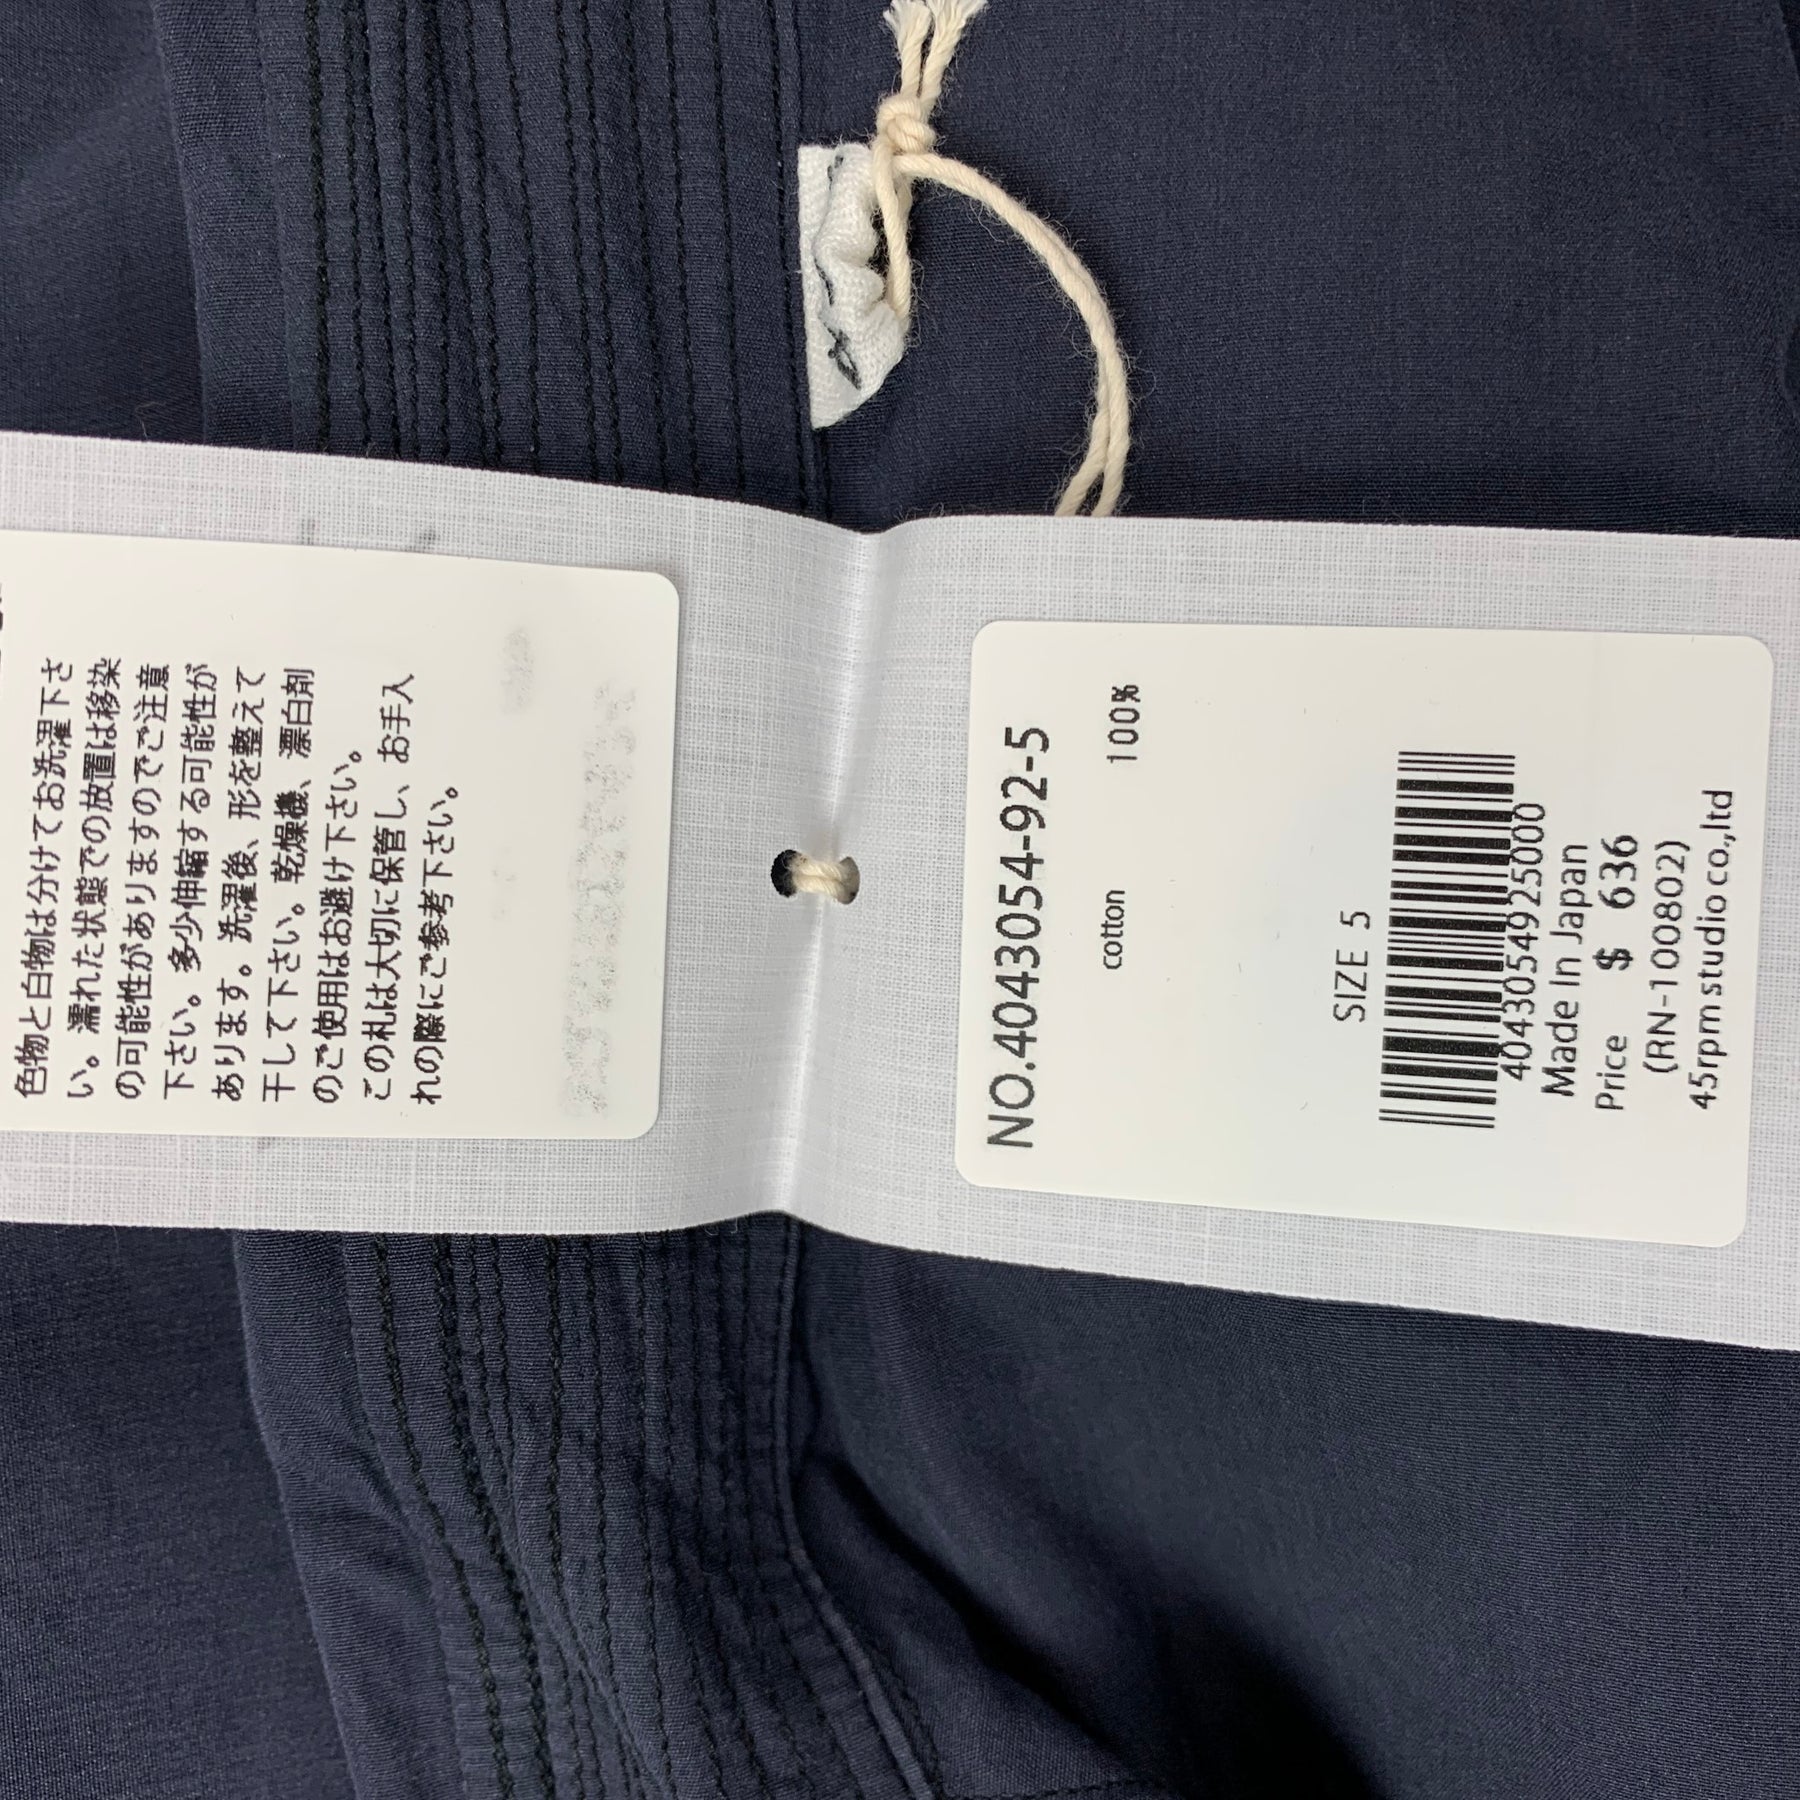 色物と白物は分けてお洗濯下さ
い。濡れた状態での放置は移染
の可能性がありますのでご注意
下さい。多少伸縮する可能性が
あります。洗濯後、形を整えて
干して下さい。乾燥機、漂白剤
のご使用はお避け下さい。
この札は大切に保管し、お手入
れの際にご参考下さい。
NO.4043054-92-5
cotton 100%
SIZE 5
4043054925000
Made In Japan
Price $ 636
(RN-100802)
45rpm studio co.,ltd